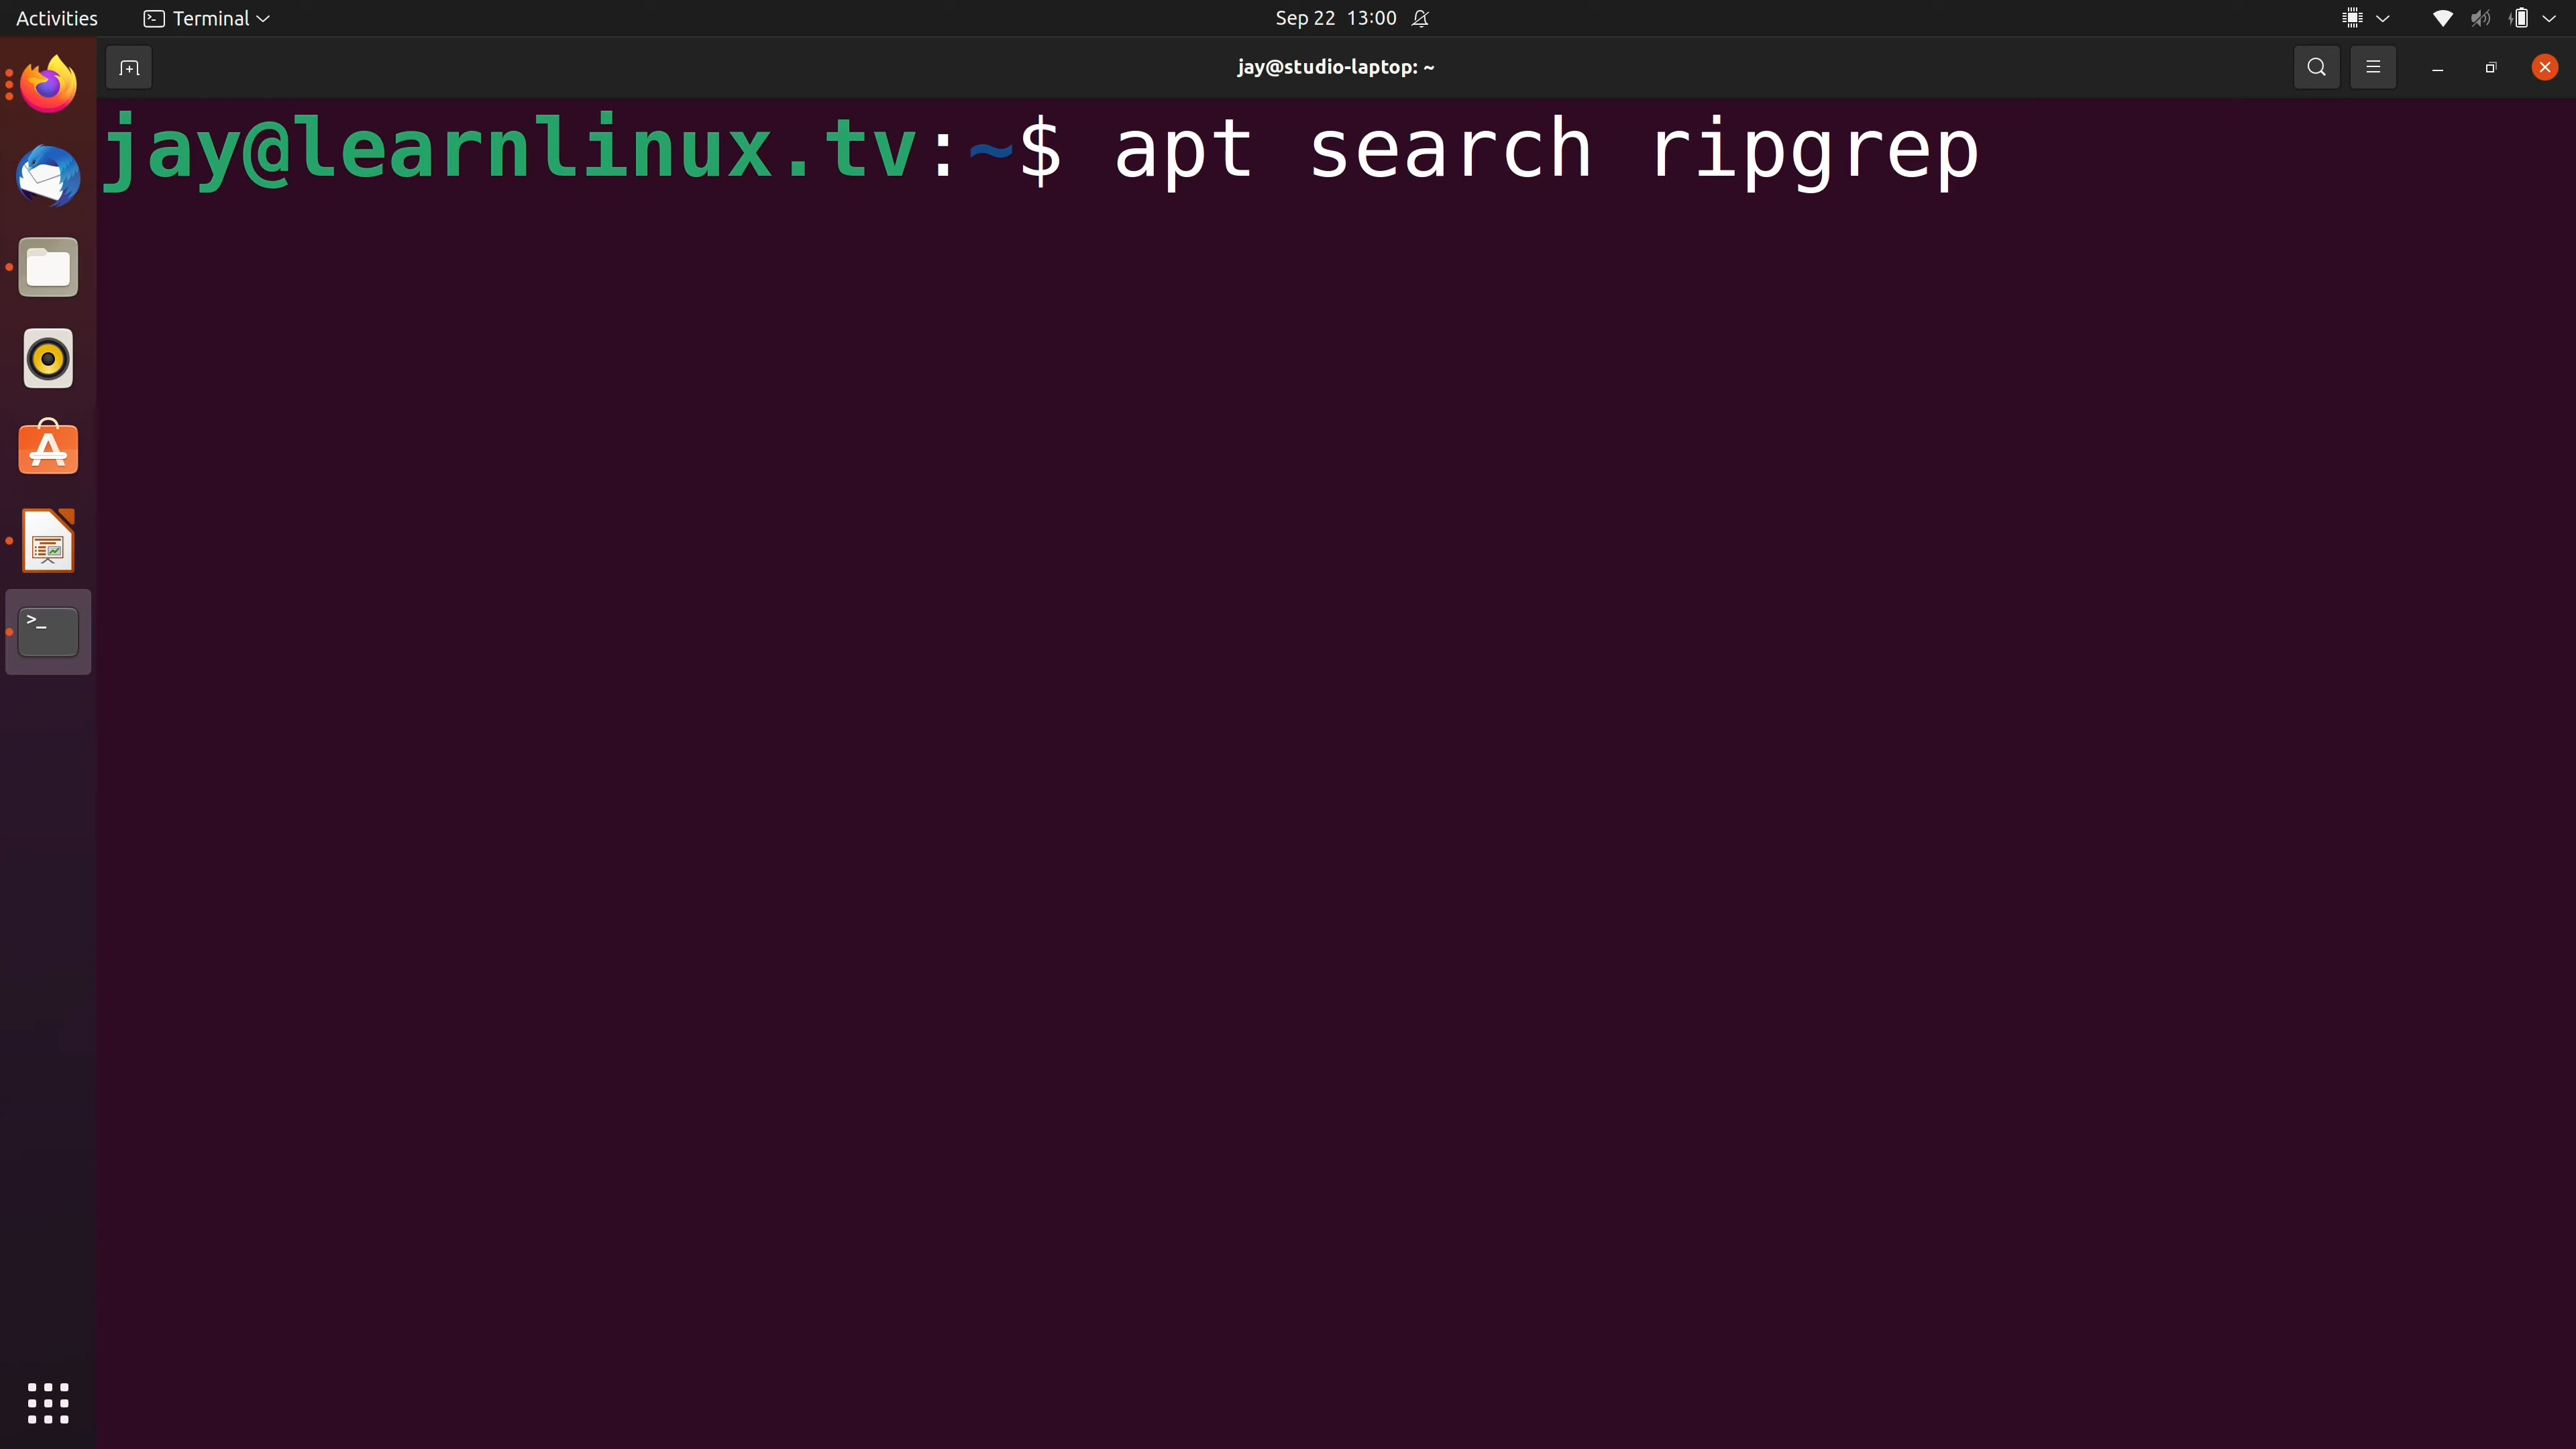 Activities Terminal Sep 22 13:00
jay@studio-laptop: ~
jay@learnlinux.tv:~$ apt search ripgrep